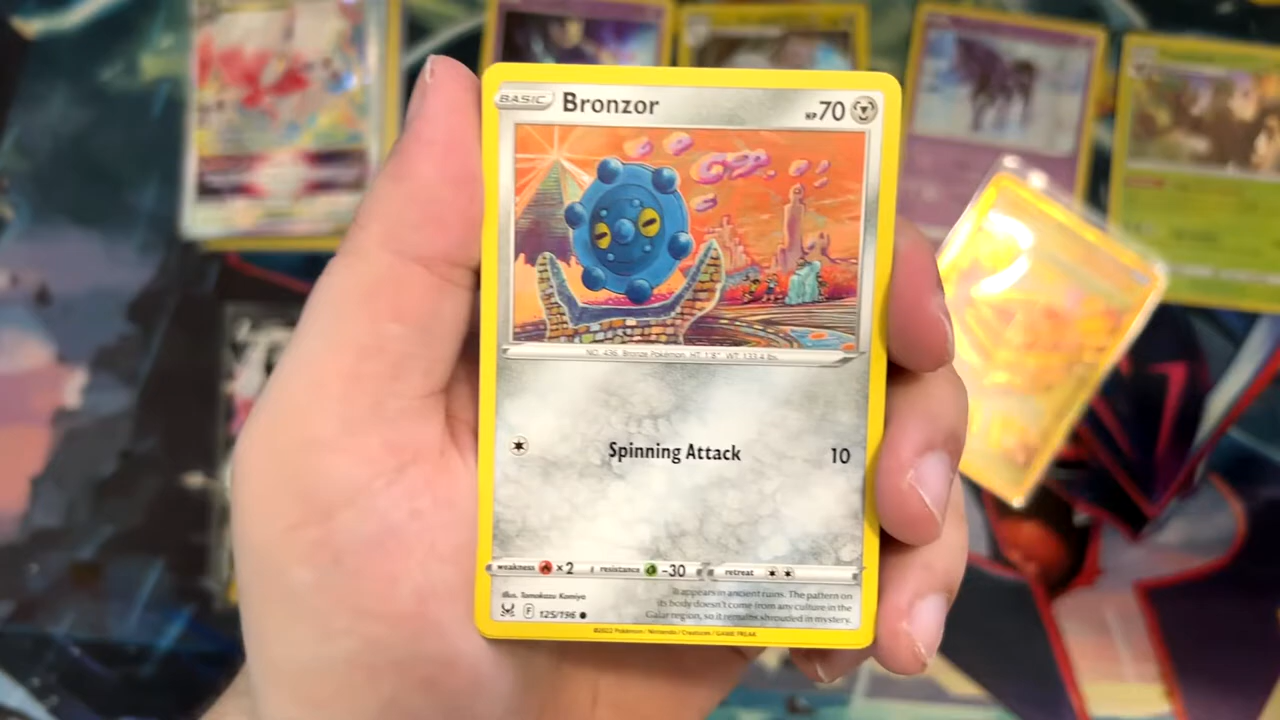 BASIC Bronzor HP 70
NO. 436 Bronze Pokémon HT: 1'8" WT: 133.4 lbs.
Spinning Attack 10
weakness ×2 resistance -30 retreat
Illus. Tomokazu Komiya
F 125/196
It appears in ancient ruins. The pattern on
its body doesn't come from any culture in the
Galar region, so it remains shrouded in mystery.
©2022 Pokémon / Nintendo / Creatures / GAME FREAK